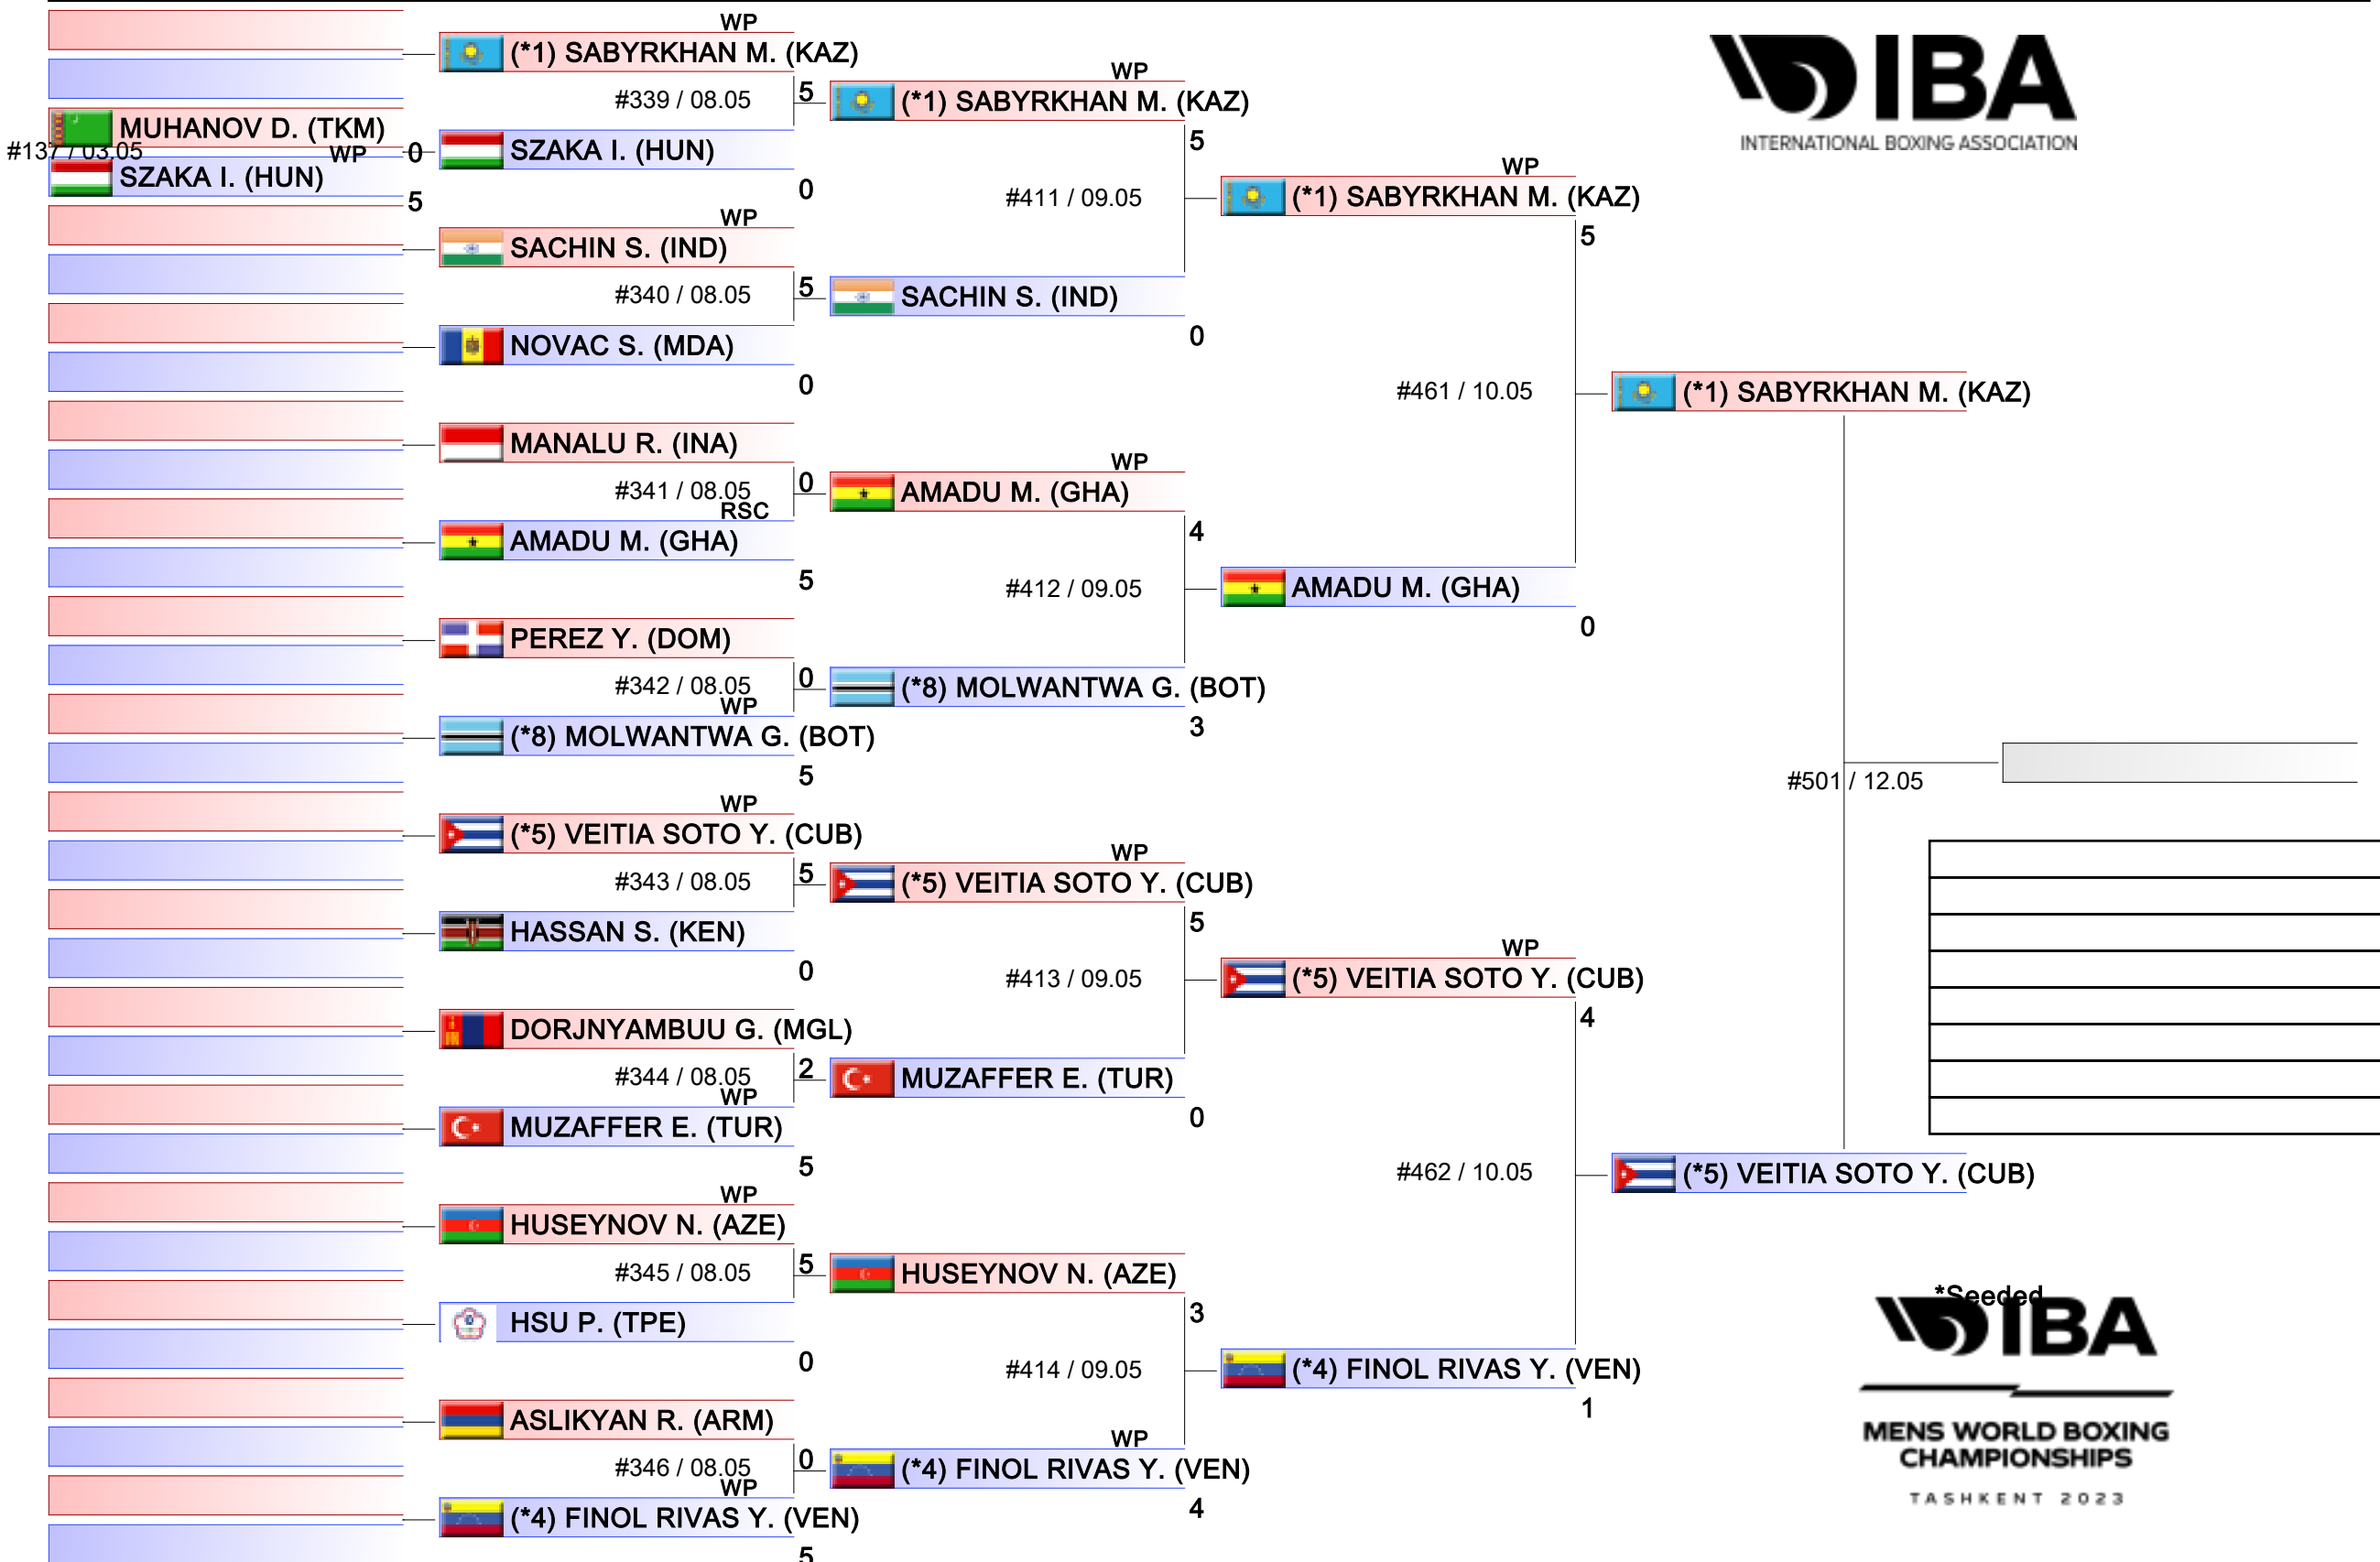 MUHANOV D. (TKM)
#137 / 03.05
WP
0
SZAKA I. (HUN)
5
WP
(*1) SABYRKHAN M. (KAZ)
#339 / 08.05
5
SZAKA I. (HUN)
0
WP
SACHIN S. (IND)
#340 / 08.05
5
NOVAC S. (MDA)
0
MANALU R. (INA)
#341 / 08.05
0
RSC
AMADU M. (GHA)
5
PEREZ Y. (DOM)
#342 / 08.05
0
WP
(*8) MOLWANTWA G. (BOT)
5
WP
(*5) VEITIA SOTO Y. (CUB)
#343 / 08.05
5
HASSAN S. (KEN)
0
DORJNYAMBUU G. (MGL)
#344 / 08.05
2
WP
MUZAFFER E. (TUR)
5
WP
HUSEYNOV N. (AZE)
#345 / 08.05
5
HSU P. (TPE)
0
ASLIKYAN R. (ARM)
#346 / 08.05
0
WP
(*4) FINOL RIVAS Y. (VEN)
5
WP
(*1) SABYRKHAN M. (KAZ)
5
#411 / 09.05
SACHIN S. (IND)
0
WP
AMADU M. (GHA)
4
#412 / 09.05
(*8) MOLWANTWA G. (BOT)
3
WP
(*5) VEITIA SOTO Y. (CUB)
5
#413 / 09.05
MUZAFFER E. (TUR)
0
HUSEYNOV N. (AZE)
3
#414 / 09.05
WP
(*4) FINOL RIVAS Y. (VEN)
4
WP
(*1) SABYRKHAN M. (KAZ)
5
#461 / 10.05
AMADU M. (GHA)
0
WP
(*5) VEITIA SOTO Y. (CUB)
4
#462 / 10.05
(*4) FINOL RIVAS Y. (VEN)
1
(*1) SABYRKHAN M. (KAZ)
#501 / 12.05
(*5) VEITIA SOTO Y. (CUB)
IBA
INTERNATIONAL BOXING ASSOCIATION
*Seeded
IBA
MENS WORLD BOXING
CHAMPIONSHIPS
TASHKENT 2023